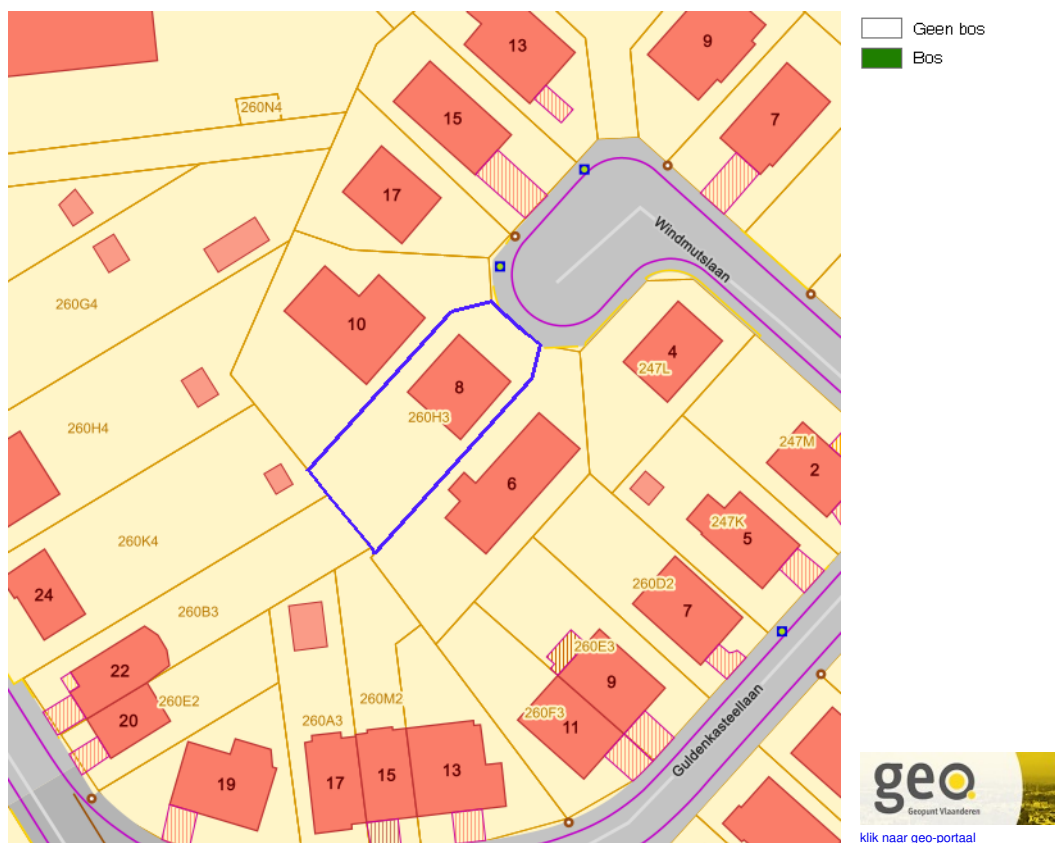 Geen bos
Bos
13
9
260N4
15
7
17
Windmutslaan
260G4
10
4
247L
8
260H3
260H4
247M
2
6
247K
5
260K4
260D2
24
260B3
7
260E3
22
9
260E2
260M2
260A3
260F3
20
11
Guldenkasteellaan
19
17
15
13
geo
Geopunt Vlaanderen
klik naar geo-portaal